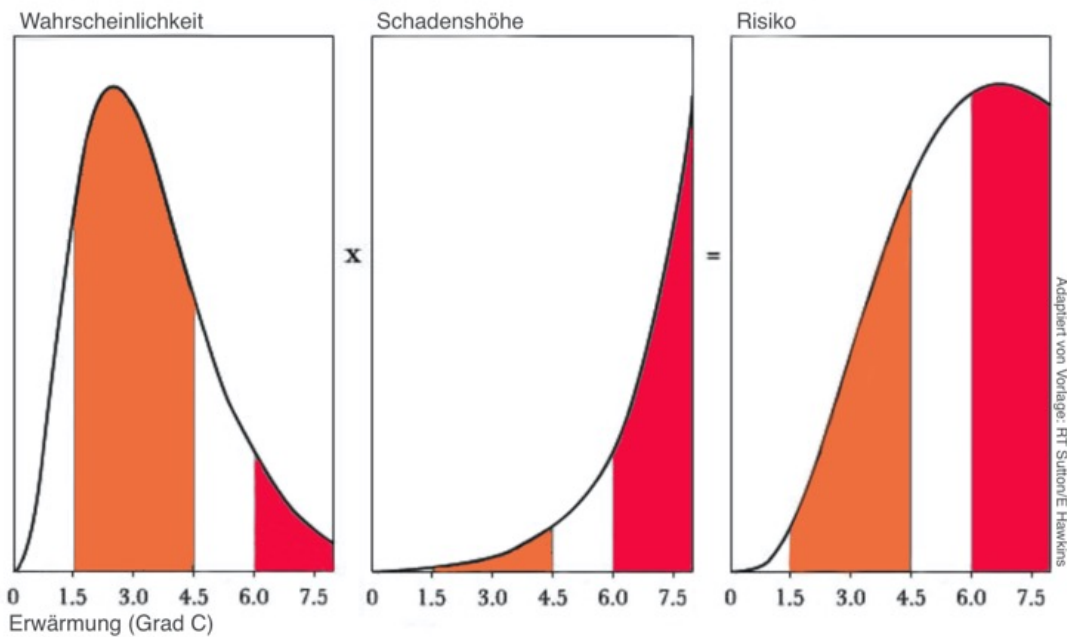 Wahrscheinlichkeit
Schadenshöhe
Risiko
x
=
0 1.5 3.0 4.5 6.0 7.5
0 1.5 3.0 4.5 6.0 7.5
0 1.5 3.0 4.5 6.0 7.5
Erwärmung (Grad C)
Adaptiert von Vorlage: RT Sutton/E Hawkins